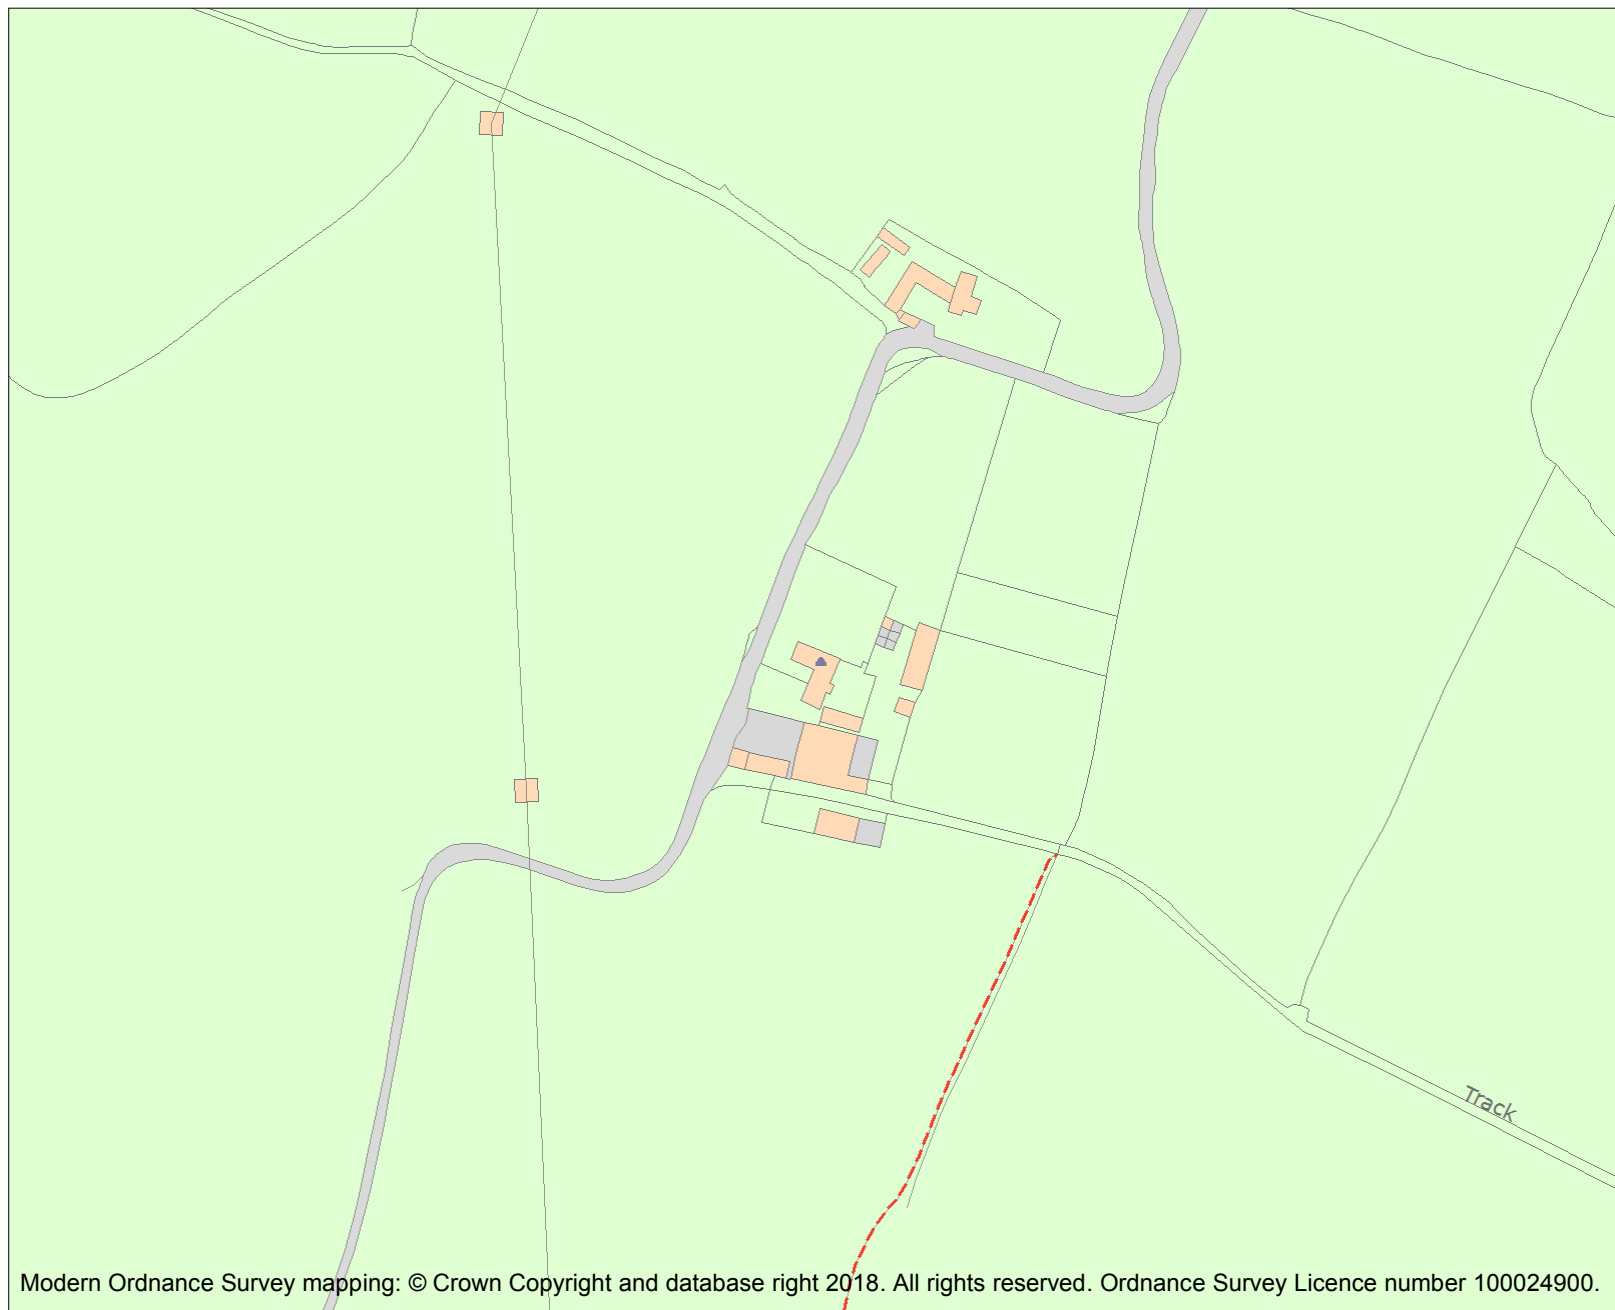 Track
Modern Ordnance Survey mapping: © Crown Copyright and database right 2018. All rights reserved. Ordnance Survey Licence number 100024900.